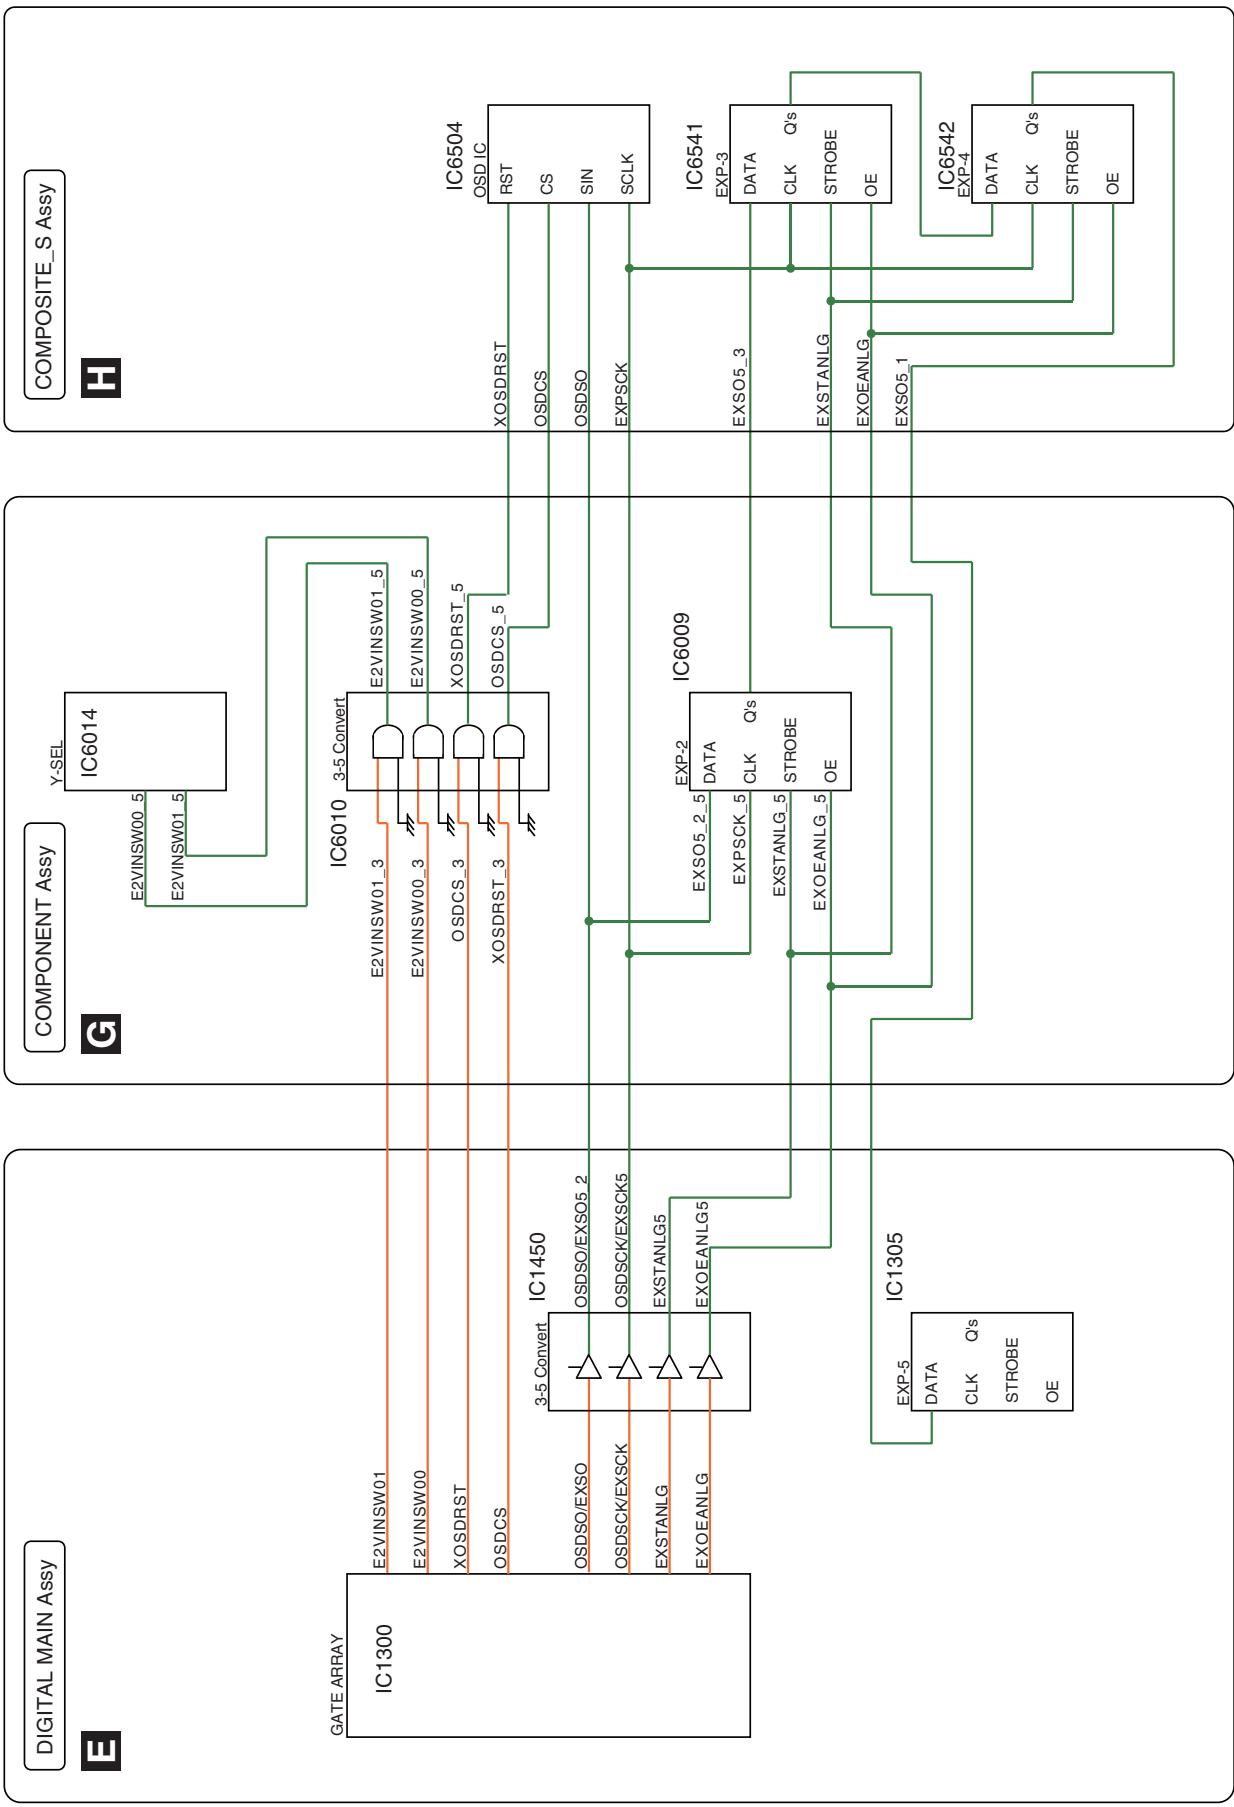 DIGITAL MAIN Assy
E
GATE ARRAY
IC1300
E2VINSW01
E2VINSW00
XOSDRST
OSDCS
OSDSO/EXSO
OSDSCK/EXSCK
EXSTANLG
EXOEANLG
3-5 Convert
IC1450
OSDSO/EXSO5_2
OSDSCK/EXSCK5
EXSTANLG5
EXOEANLG5
IC1305
EXP-5
DATA
CLK
Q's
STROBE
OE
COMPONENT Assy
G
Y-SEL
IC6014
E2VINSW00_5
E2VINSW01_5
IC6010
3-5 Convert
E2VINSW01_3
E2VINSW00_3
OSDCS_3
XOSDRST_3
E2VINSW01_5
E2VINSW00_5
XOSDRST_5
OSDCS_5
IC6009
EXP-2
DATA
CLK
Q's
STROBE
OE
EXSO5_2_5
EXPSCK_5
EXSTANLG_5
EXOEANLG_5
COMPOSITE_S Assy
H
XOSDRST
OSDCS
OSDSO
EXPSCK
EXSO5_3
EXSTANLG
EXOEANLG
EXSO5_1
IC6504
OSD IC
RST
CS
SIN
SCLK
IC6541
EXP-3
DATA
CLK
Q's
STROBE
OE
IC6542
EXP-4
DATA
CLK
Q's
STROBE
OE